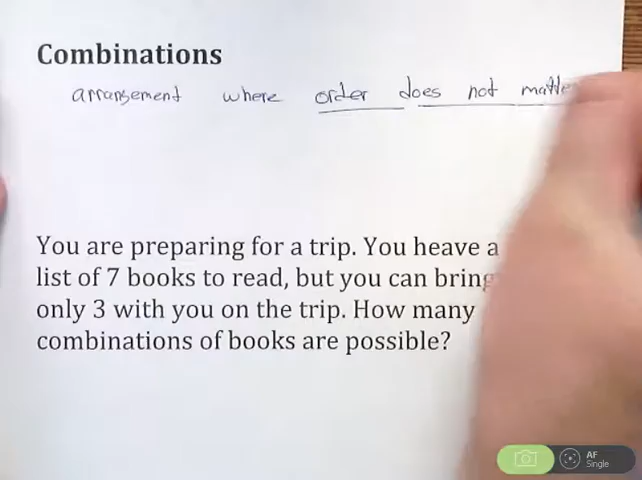 Combinations
arrangement where order does not matte
You are preparing for a trip. You heave a
list of 7 books to read, but you can bring
only 3 with you on the trip. How many
combinations of books are possible?
AF
Single